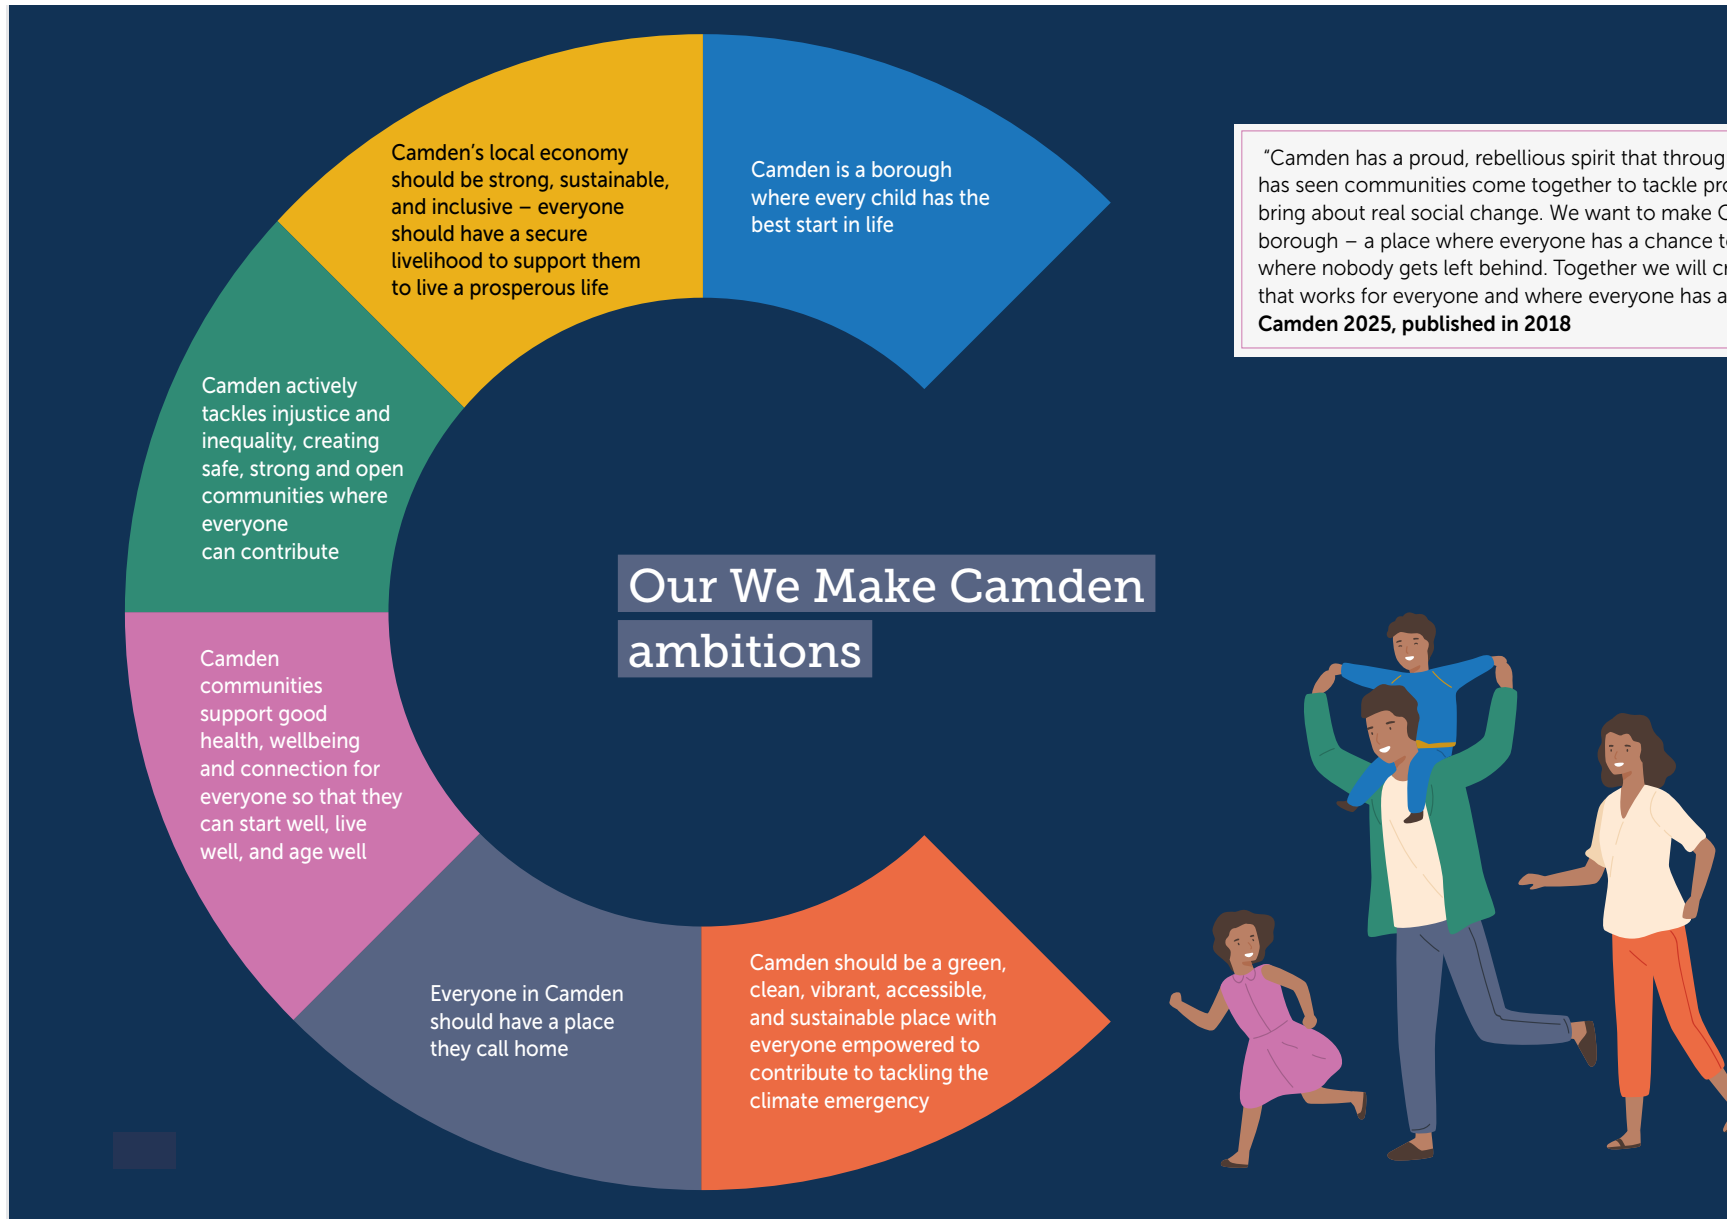 Camden's local economy
should be strong, sustainable,
and inclusive – everyone
should have a secure
livelihood to support them
to live a prosperous life
Camden is a borough
where every child has the
best start in life
Camden actively
tackles injustice and
inequality, creating
safe, strong and open
communities where
everyone
can contribute
Camden
communities
support good
health, wellbeing
and connection for
everyone so that they
can start well, live
well, and age well
Everyone in Camden
should have a place
they call home
Camden should be a green,
clean, vibrant, accessible,
and sustainable place with
everyone empowered to
contribute to tackling the
climate emergency
Our We Make Camden
ambitions
“Camden has a proud, rebellious spirit that
has seen communities come together to tackle
bring about real social change. We want to make
borough – a place where everyone has a chance
where nobody gets left behind. Together we will
that works for everyone and where everyone has a
Camden 2025, published in 2018